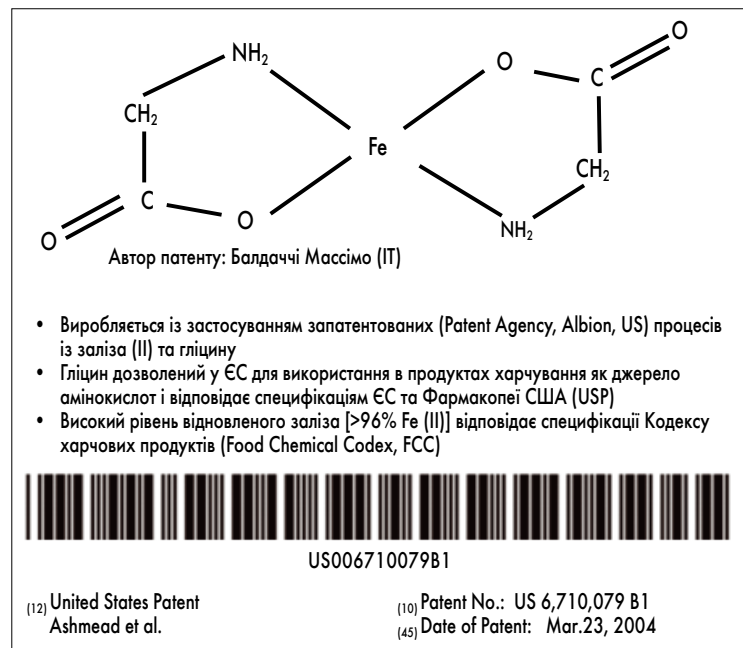 NH₂
O
O
C
CH₂
Fe
C
CH₂
O
O
NH₂
Автор патенту: Балдаччі Массімо (IT)
• Виробляється із застосуванням запатентованих (Patent Agency, Albion, US) процесів
із заліза (II) та гліцину
• Гліцин дозволений у ЄС для використання в продуктах харчування як джерело
амінокислот і відповідає специфікаціям ЄС та Фармакопеї США (USP)
• Високий рівень відновленого заліза [>96% Fe (II)] відповідає специфікації Кодексу
харчових продуктів (Food Chemical Codex, FCC)
US006710079B1
(12) United States Patent
Ashmead et al.
(10) Patent No.: US 6,710,079 B1
(45) Date of Patent: Mar.23, 2004